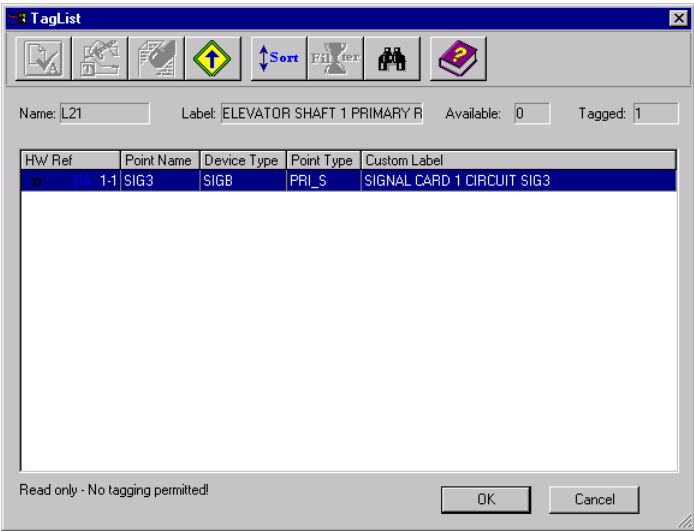 TagList
Sort Filter
Name: L21 Label: ELEVATOR SHAFT 1 PRIMARY R Available: 0 Tagged: 1
HW Ref Point Name Device Type Point Type Custom Label
» 1-1 SIG3 SIGB PRI_S SIGNAL CARD 1 CIRCUIT SIG3
Read only - No tagging permitted!
OK Cancel